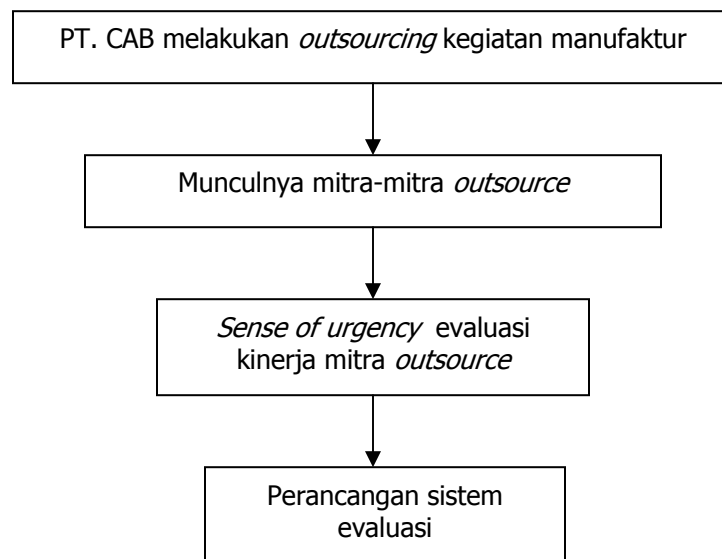 PT. CAB melakukan outsourcing kegiatan manufaktur
Munculnya mitra-mitra outsource
Sense of urgency evaluasi
kinerja mitra outsource
Perancangan sistem
evaluasi